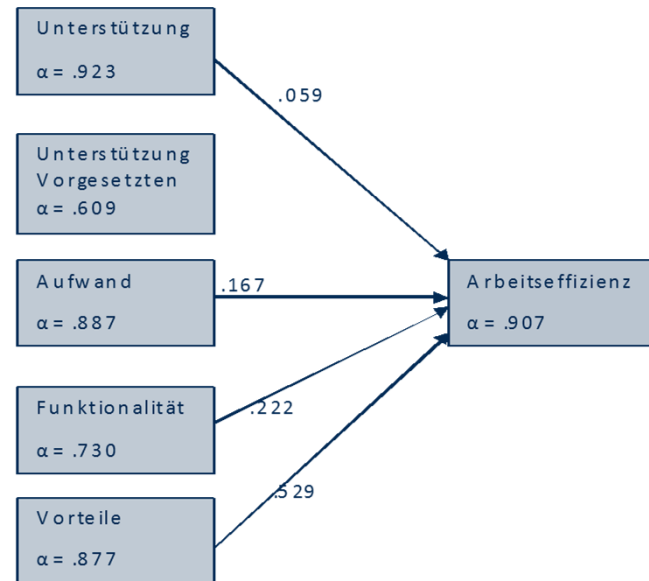 Unterstützung
α = .923
.059
Unterstützung
Vorgesetzten
α = .609
Aufwand
α = .887
.167
Arbeitseffizienz
α = .907
Funktionalität
α = .730
.222
.529
Vorteile
α = .877